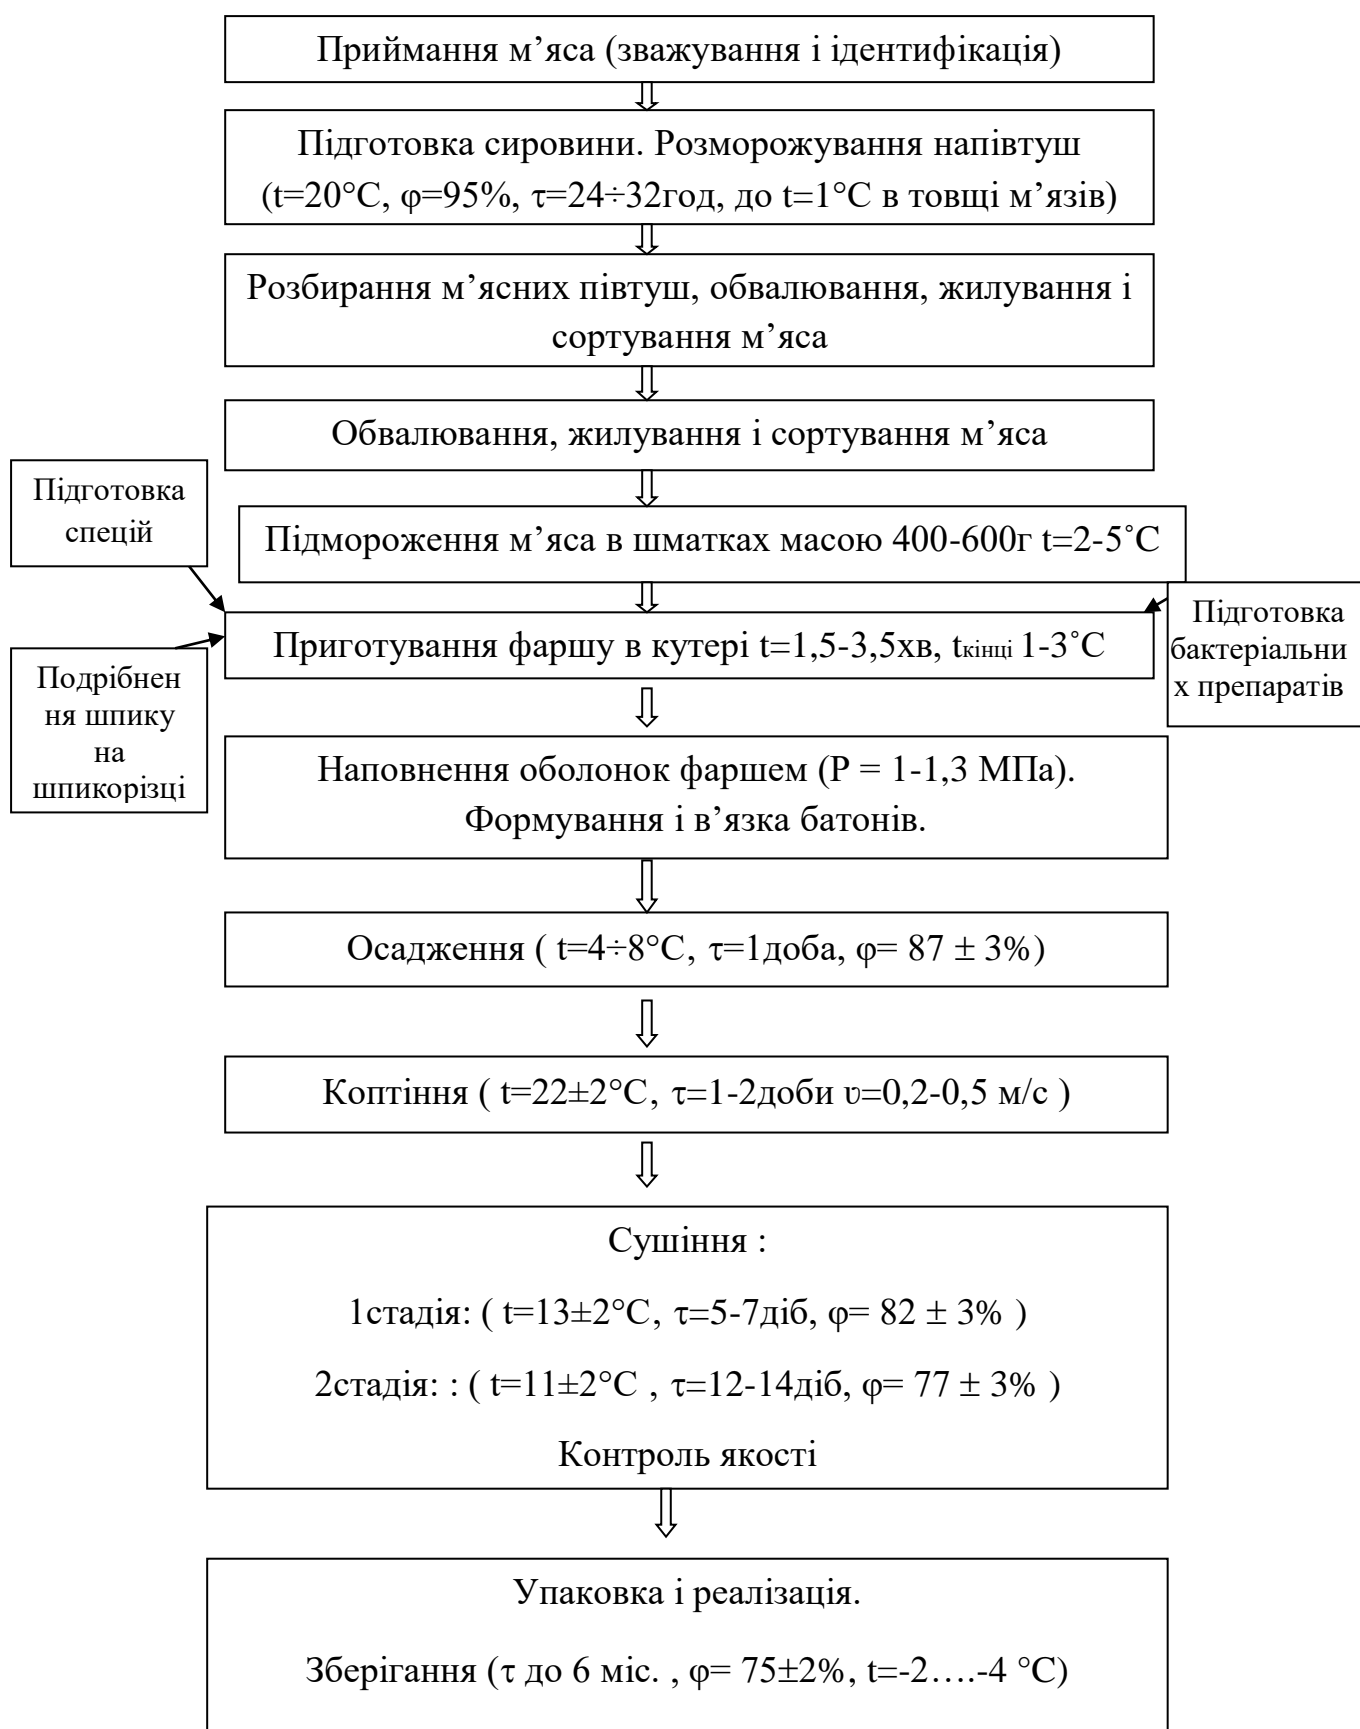 Приймання м’яса (зважування і ідентифікація)
Підготовка сировини. Розморожування напівтуш
(t=20°C, φ=95%, τ=24÷32год, до t=1°C в товщі м’язів)
Розбирання м’ясних півтуш, обвалювання, жилування і
сортування м’яса
Обвалювання, жилування і сортування м’яса
Підготовка
спецій
Підмороження м’яса в шматках масою 400-600г t=2-5˚C
Приготування фаршу в кутері t=1,5-3,5хв, tкінці 1-3˚C
Підготовка
бактеріальни
х препаратів
Подрібнен
ня шпику
на
шпикорізці
Наповнення оболонок фаршем (P = 1-1,3 МПа).
Формування і в’язка батонів.
Осадження ( t=4÷8°C, τ=1доба, φ= 87 ± 3%)
Коптіння ( t=22±2°C, τ=1-2доби υ=0,2-0,5 м/с )
Сушіння :
1стадія: ( t=13±2°C, τ=5-7діб, φ= 82 ± 3% )
2стадія: : ( t=11±2°C , τ=12-14діб, φ= 77 ± 3% )
Контроль якості
Упаковка і реалізація.
Зберігання (τ до 6 міс. , φ= 75±2%, t=-2….-4 °C)